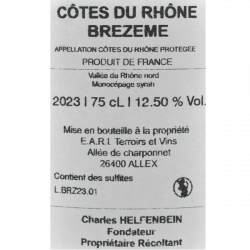 CÔTES DU RHÔNE
BREZEME
APPELLATION CÔTES DU RHÔNE PROTEGÉE
PRODUIT DE FRANCE
Vallée du Rhône nord
Monocépage syrah
2023 | 75 cL | 12.50 % Vol.
Mise en bouteille à la propriété
E.A.R.L Terroirs et Vins
Allée de charponnet
26400 ALLEX
Contient des sulfites
L.BRZ23.01
Charles HELFENBEIN
Fondateur
Propriétaire Récoltant